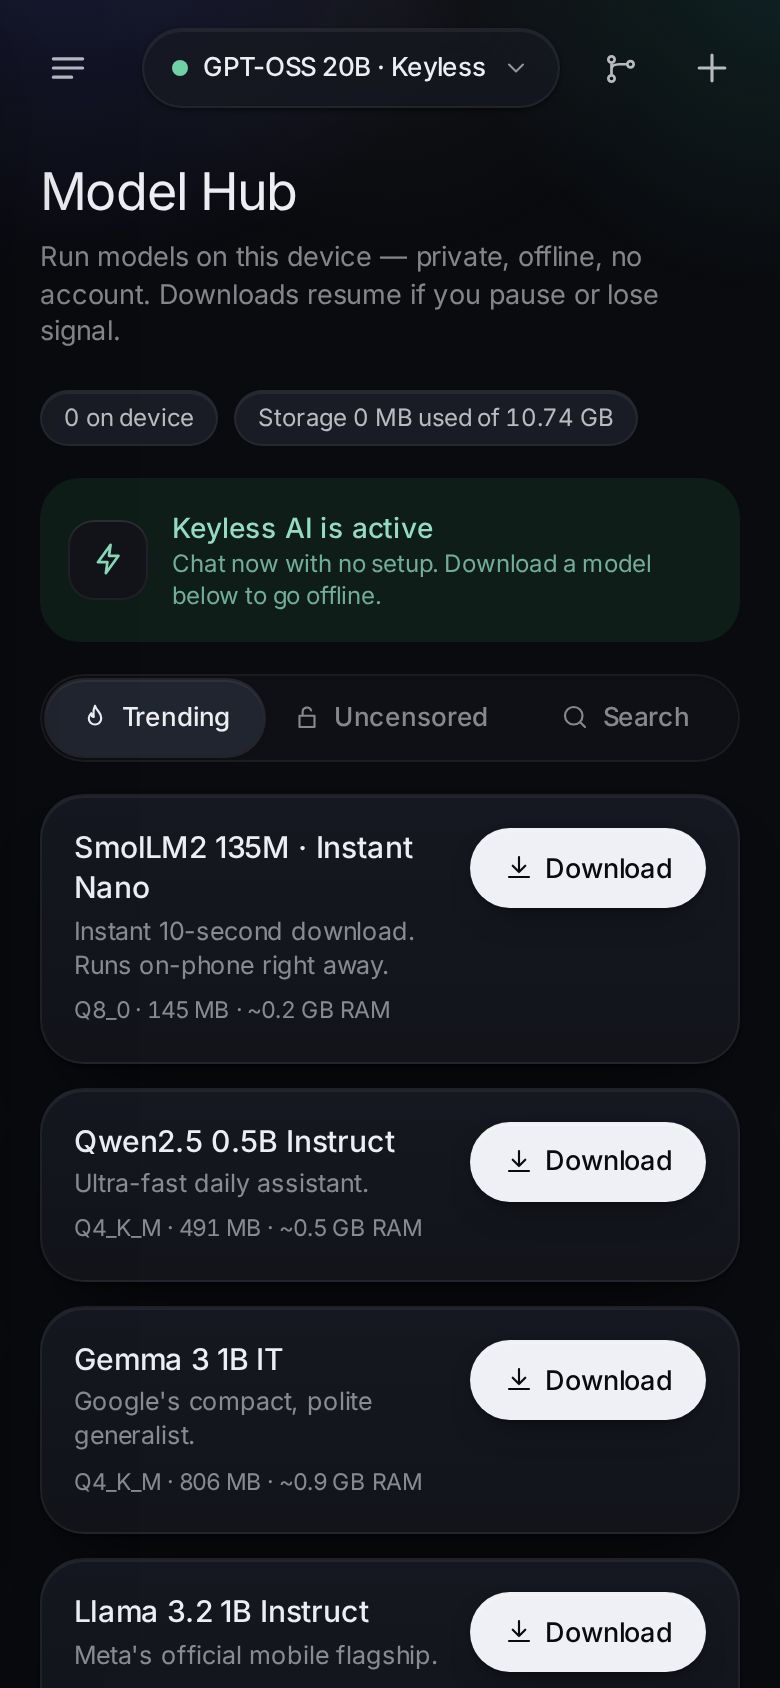 GPT-OSS 20B · Keyless
Model Hub
Run models on this device — private, offline, no
account. Downloads resume if you pause or lose
signal.
0 on device
Storage 0 MB used of 10.74 GB
Keyless AI is active
Chat now with no setup. Download a model
below to go offline.
Trending
Uncensored
Search
SmolLM2 135M · Instant
Nano
Download
Instant 10-second download.
Runs on-phone right away.
Q8_0 · 145 MB · ~0.2 GB RAM
Qwen2.5 0.5B Instruct
Download
Ultra-fast daily assistant.
Q4_K_M · 491 MB · ~0.5 GB RAM
Gemma 3 1B IT
Download
Google's compact, polite
generalist.
Q4_K_M · 806 MB · ~0.9 GB RAM
Llama 3.2 1B Instruct
Download
Meta's official mobile flagship.